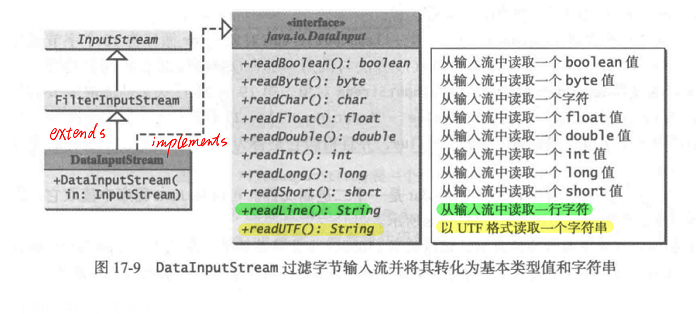 InputStream
FilterInputStream
extends
implements
DataInputStream
+DataInputStream(
in: InputStream)
«interface»
java.io.DataInput
+readBoolean(): boolean
+readByte(): byte
+readChar(): char
+readFloat(): float
+readDouble(): double
+readInt(): int
+readLong(): long
+readShort(): short
+readLine(): String
+readUTF(): String
从输入流中读取一个 boolean 值
从输入流中读取一个 byte 值
从输入流中读取一个字符
从输入流中读取一个 float 值
从输入流中读取一个 double 值
从输入流中读取一个 int 值
从输入流中读取一个 long 值
从输入流中读取一个 short 值
从输入流中读取一行字符
以 UTF 格式读取一个字符串
图 17-9 DataInputStream 过滤字节输入流并将其转化为基本类型值和字符串